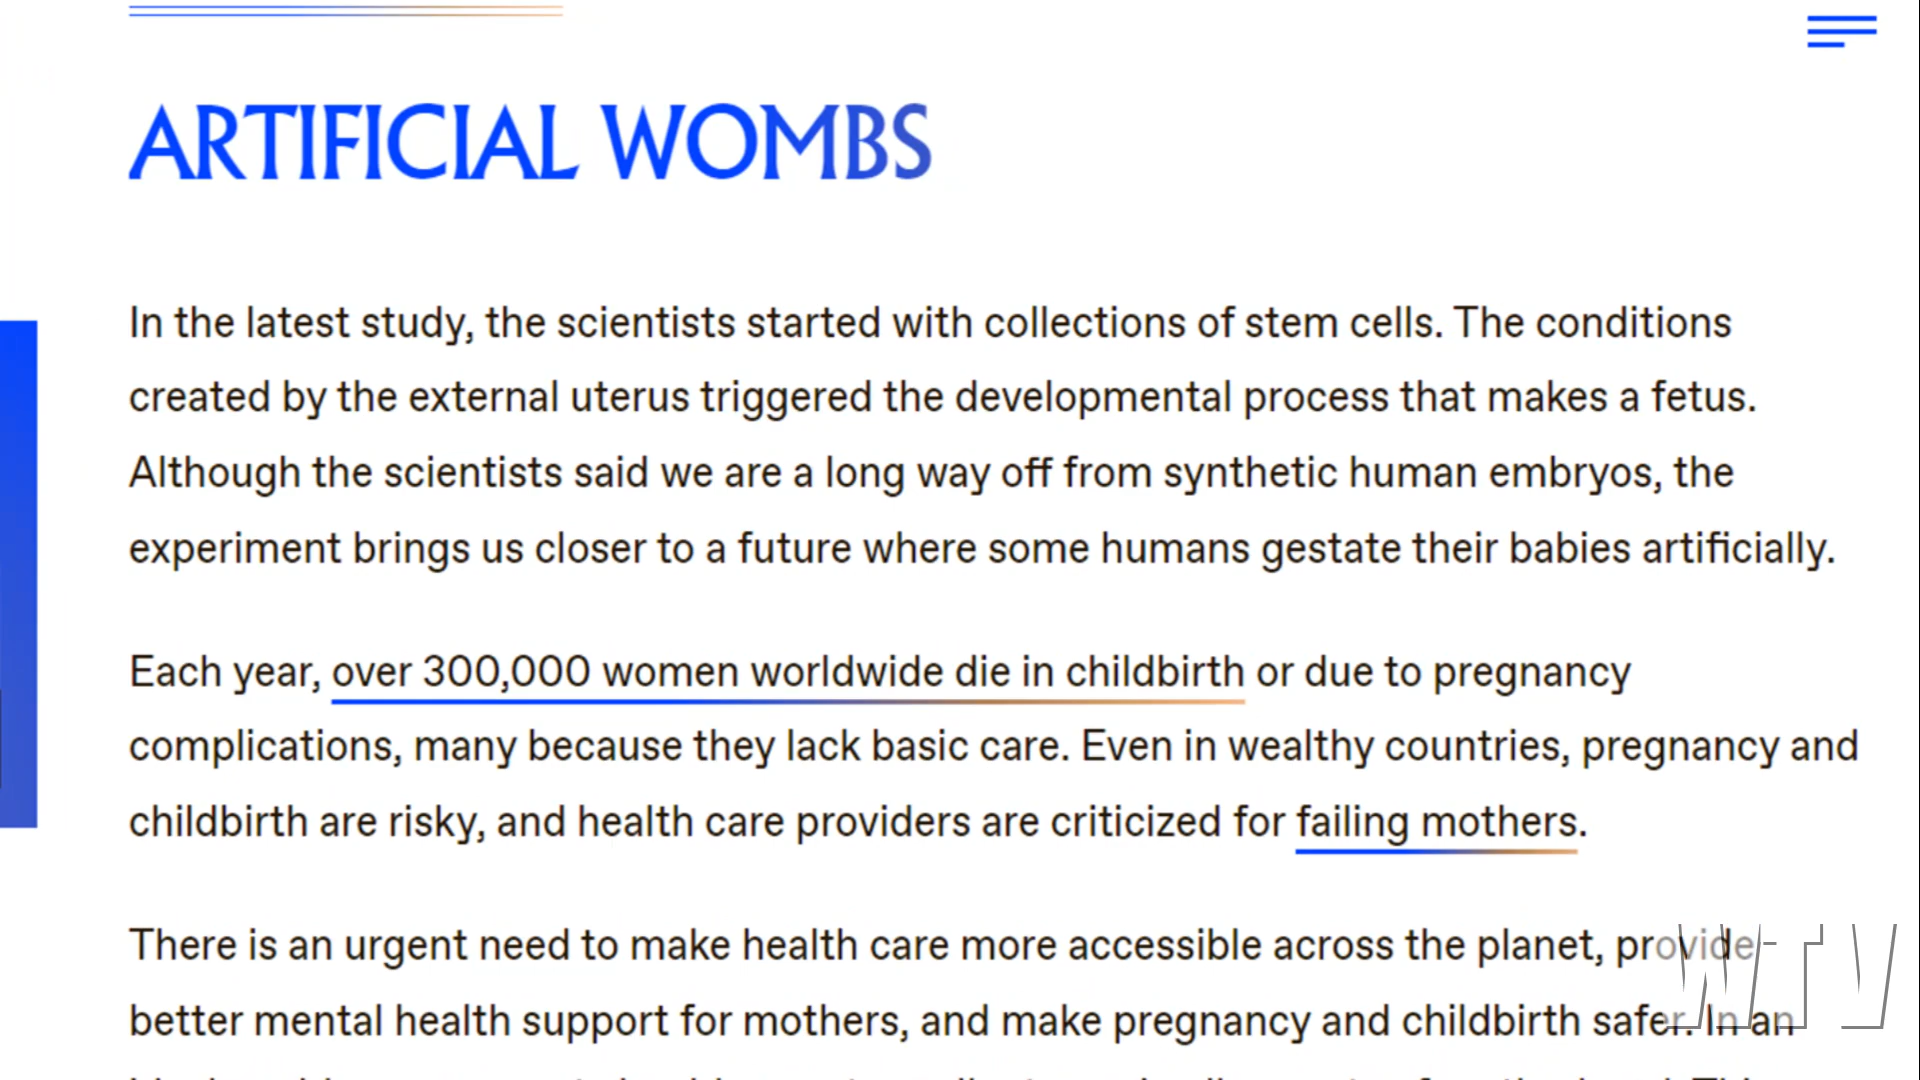 ARTIFICIAL WOMBS
In the latest study, the scientists started with collections of stem cells. The conditions
created by the external uterus triggered the developmental process that makes a fetus.
Although the scientists said we are a long way off from synthetic human embryos, the
experiment brings us closer to a future where some humans gestate their babies artificially.
Each year, over 300,000 women worldwide die in childbirth or due to pregnancy
complications, many because they lack basic care. Even in wealthy countries, pregnancy and
childbirth are risky, and health care providers are criticized for failing mothers.
There is an urgent need to make health care more accessible across the planet, provide
better mental health support for mothers, and make pregnancy and childbirth safer. In an
WTV